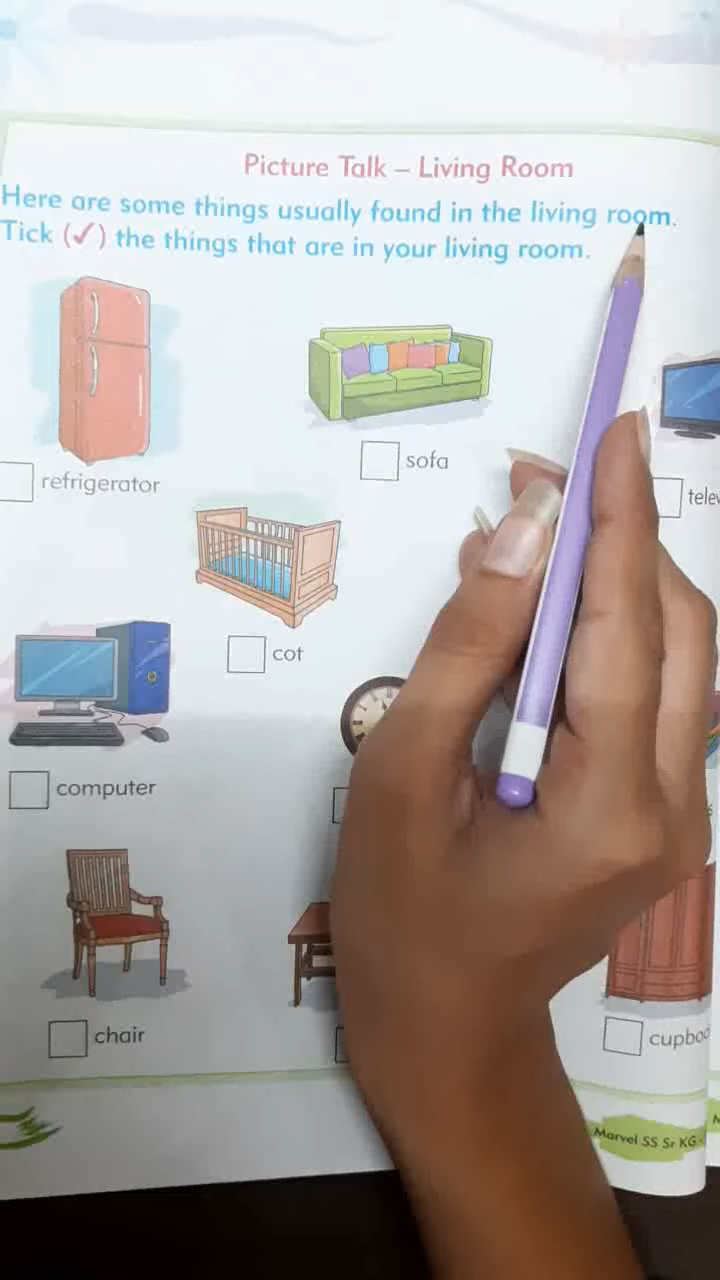 Picture Talk – Living Room
Here are some things usually found in the living room.
Tick (✓) the things that are in your living room.
refrigerator
sofa
cot
computer
chair
Marvel SS Sr KG